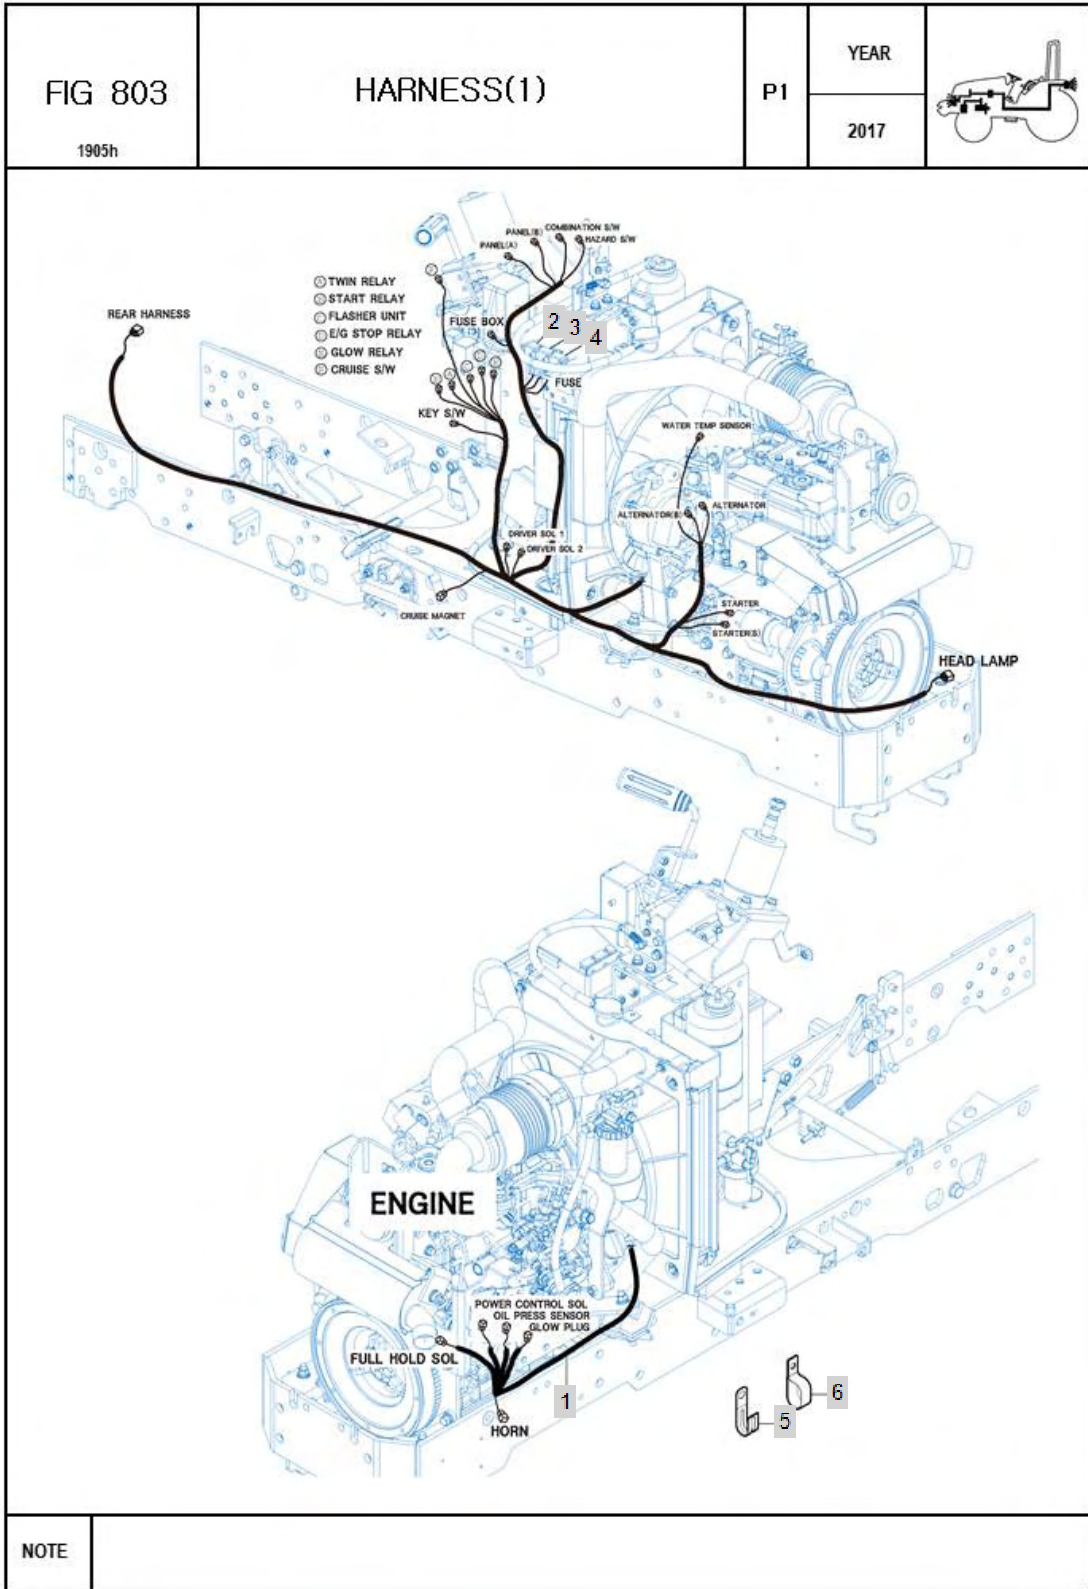 FIG 803
1905h
HARNESS(1)
P1
YEAR
2017
PANEL(A)
PANEL(B)
COMBINATION S/W
HAZARD S/W
TWIN RELAY
START RELAY
FLASHER UNIT
E/G STOP RELAY
GLOW RELAY
CRUISE S/W
REAR HARNESS
FUSE BOX
2
3
4
FUSE
KEY S/W
WATER TEMP SENSOR
ALTERNATOR(B)
ALTERNATOR
DRIVER SOL 1
DRIVER SOL 2
CRUISE MAGNET
STARTER
STARTER(S)
HEAD LAMP
ENGINE
POWER CONTROL SOL
OIL PRESS SENSOR
GLOW PLUG
FULL HOLD SOL
HORN
1
5
6
NOTE